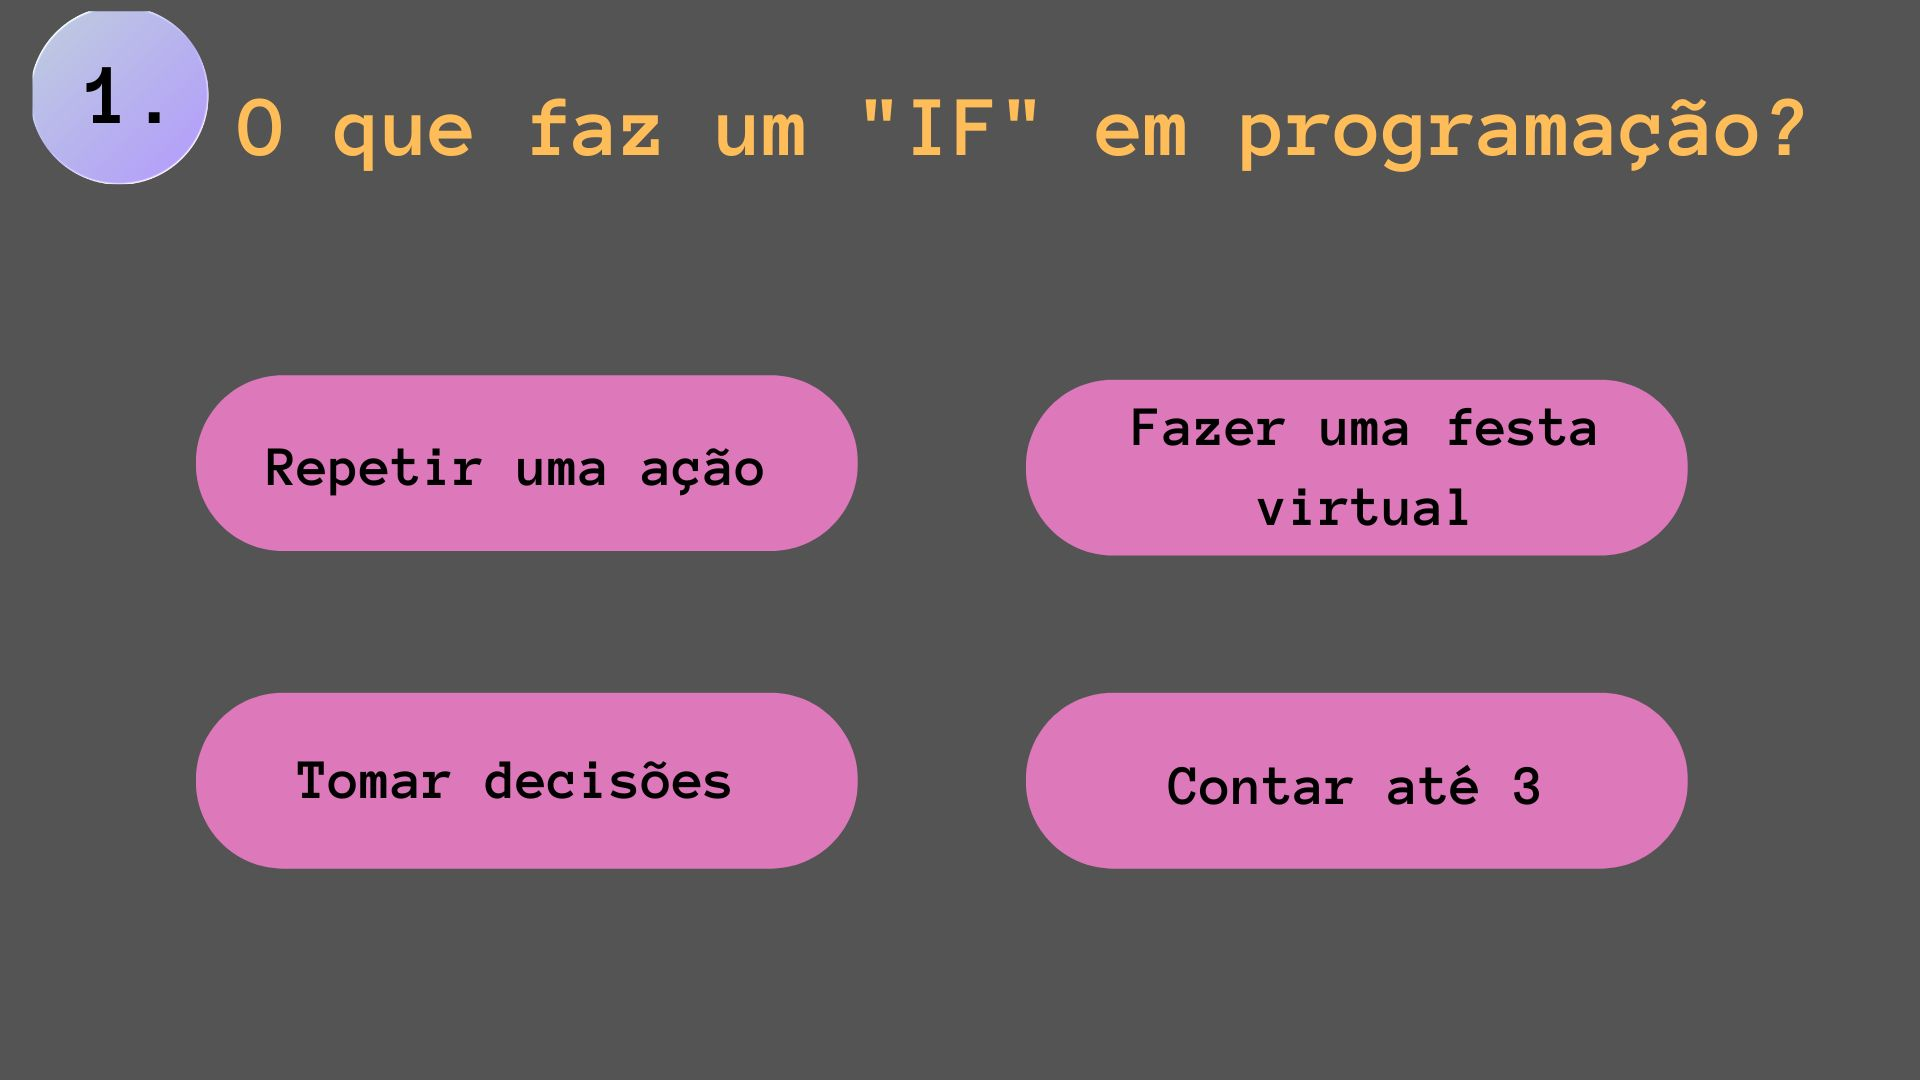 1.
O que faz um "IF" em programação?
Repetir uma ação
Fazer uma festa
virtual
Tomar decisões
Contar até 3